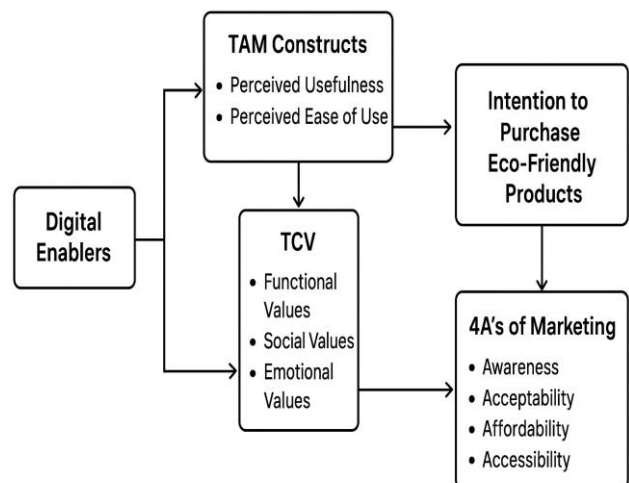 TAM Constructs
• Perceived Usefulness
• Perceived Ease of Use
Intention to
Purchase
Eco-Friendly
Products
Digital
Enablers
TCV
• Functional
Values
• Social Values
• Emotional
Values
4A's of Marketing
• Awareness
• Acceptability
• Affordability
• Accessibility